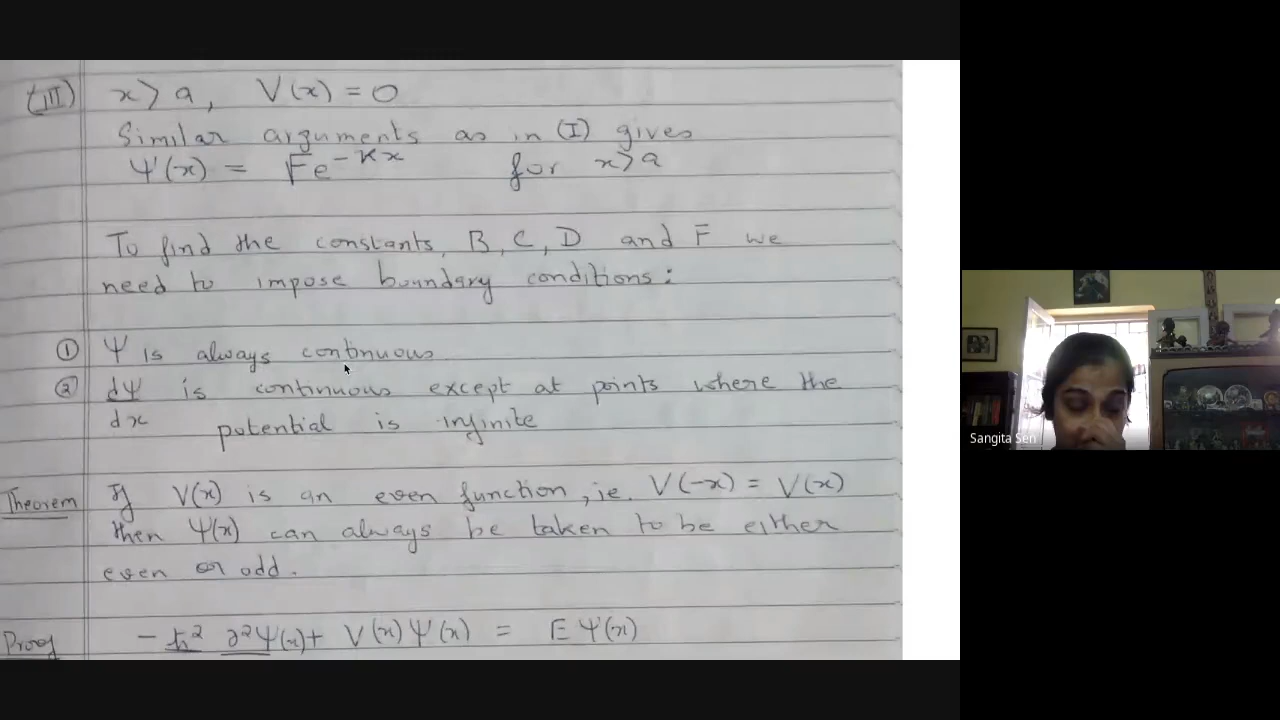 (III) x > a, V(x) = 0
Similar arguments as in (I) gives
Ψ(x) = Fe^{-κx} for x > a
To find the constants, B, C, D and F we
need to impose boundary conditions:
① Ψ is always continuous
② dΨ/dx is continuous except at points where the
potential is infinite
Theorem If V(x) is an even function, ie. V(-x) = V(x)
then Ψ(x) can always be taken to be either
even or odd.
Proof -ħ² ∂²Ψ(x) + V(x)Ψ(x) = EΨ(x)
Sangita Sen